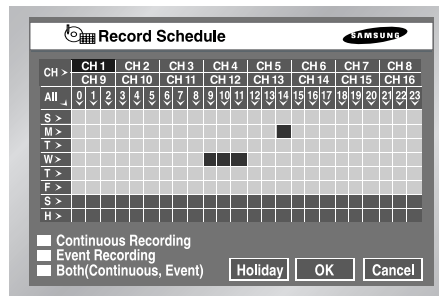 Record Schedule
SAMSUNG
CH > CH 1 CH 2 CH 3 CH 4 CH 5 CH 6 CH 7 CH 8
CH 9 CH 10 CH 11 CH 12 CH 13 CH 14 CH 15 CH 16
All 0 1 2 3 4 5 6 7 8 9 10 11 12 13 14 15 16 17 18 19 20 21 22 23
S >
M >
T >
W >
T >
F >
S >
H >
Continuous Recording
Event Recording
Both(Continuous, Event)
Holiday OK Cancel